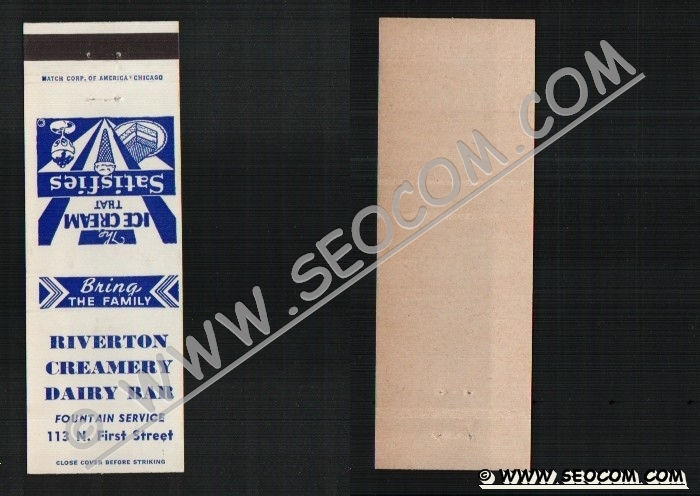 MATCH CORP. OF AMERICA • CHICAGO
The
ICE CREAM
THAT
Satisfies
Bring
THE FAMILY
RIVERTON
CREAMERY
DAIRY BAR
FOUNTAIN SERVICE
113 N. First Street
CLOSE COVER BEFORE STRIKING
© WWW.SEOCOM.COM
© WWW.SEOCOM.COM